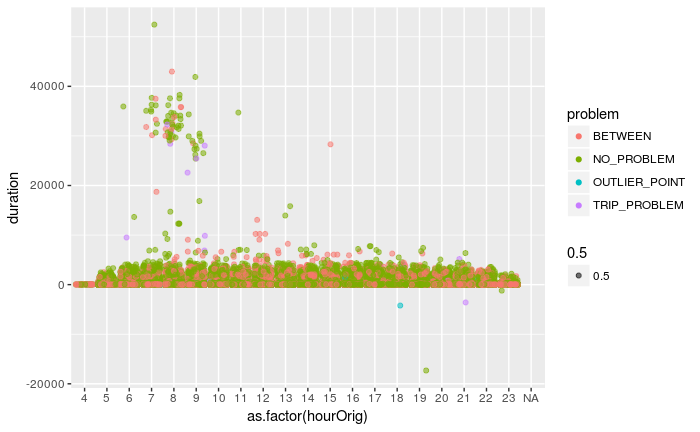 40000
20000
0
-20000
duration
4 5 6 7 8 9 10 11 12 13 14 15 16 17 18 19 20 21 22 23 NA
as.factor(hourOrig)
problem
BETWEEN
NO_PROBLEM
OUTLIER_POINT
TRIP_PROBLEM
0.5
0.5